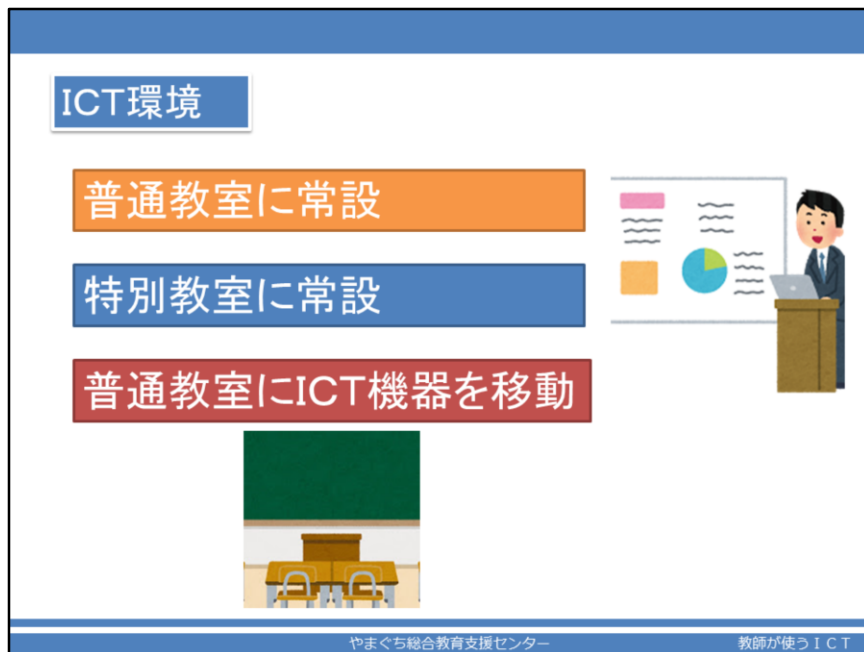 ICT環境
普通教室に常設
特別教室に常設
普通教室にICT機器を移動
やまぐち総合教育支援センター
教師が使うＩＣＴ